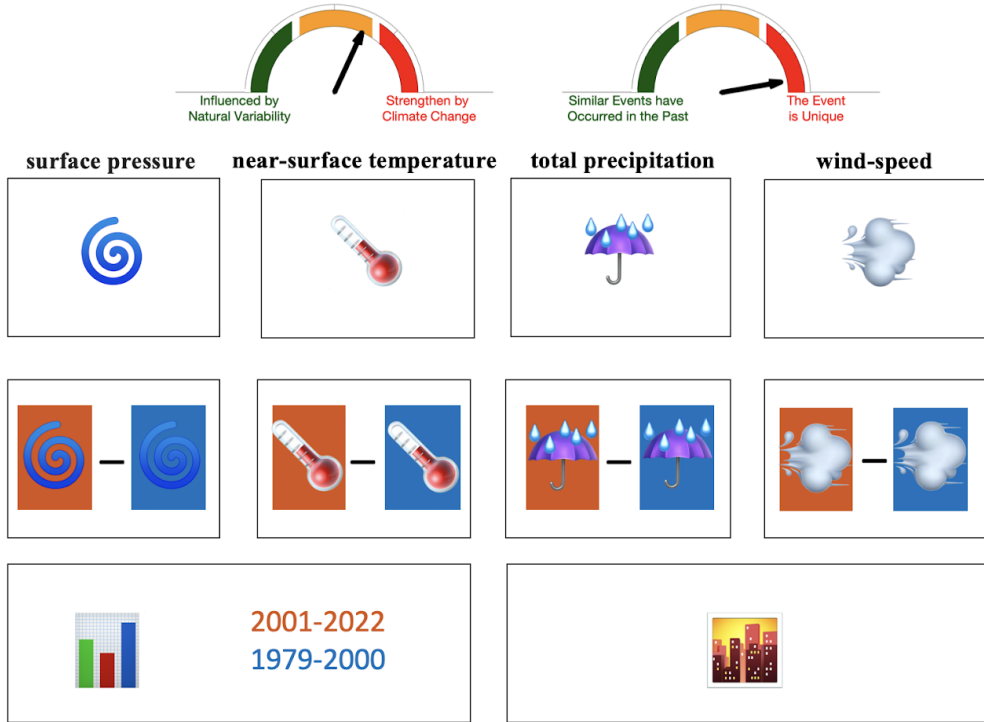 Influenced by
Natural Variability
Strengthen by
Climate Change
Similar Events have
Occurred in the Past
The Event
is Unique
surface pressure
near-surface temperature
total precipitation
wind-speed
2001-2022
1979-2000